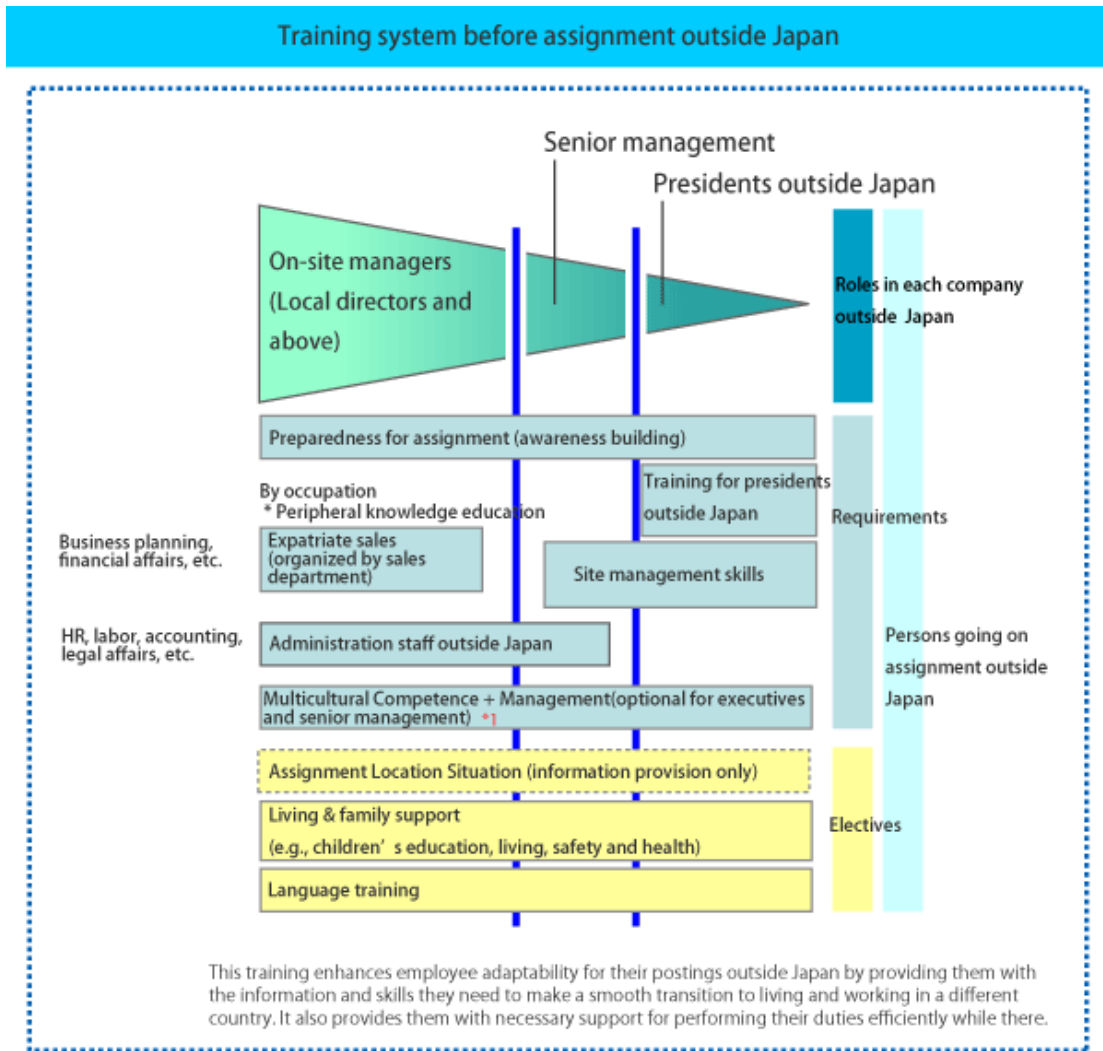 Training system before assignment outside Japan
Senior management
Presidents outside Japan
On-site managers
(Local directors and
above)
Roles in each company
outside Japan
Preparedness for assignment (awareness building)
Training for presidents
outside Japan
By occupation
* Peripheral knowledge education
Requirements
Business planning,
financial affairs, etc.
Expatriate sales
(organized by sales
department)
Site management skills
HR, labor, accounting,
legal affairs, etc.
Administration staff outside Japan
Persons going on
assignment outside
Japan
Multicultural Competence + Management(optional for executives
and senior management) *1
Assignment Location Situation (information provision only)
Living & family support
(e.g., children's education, living, safety and health)
Electives
Language training
This training enhances employee adaptability for their postings outside Japan by providing them with
the information and skills they need to make a smooth transition to living and working in a different
country. It also provides them with necessary support for performing their duties efficiently while there.